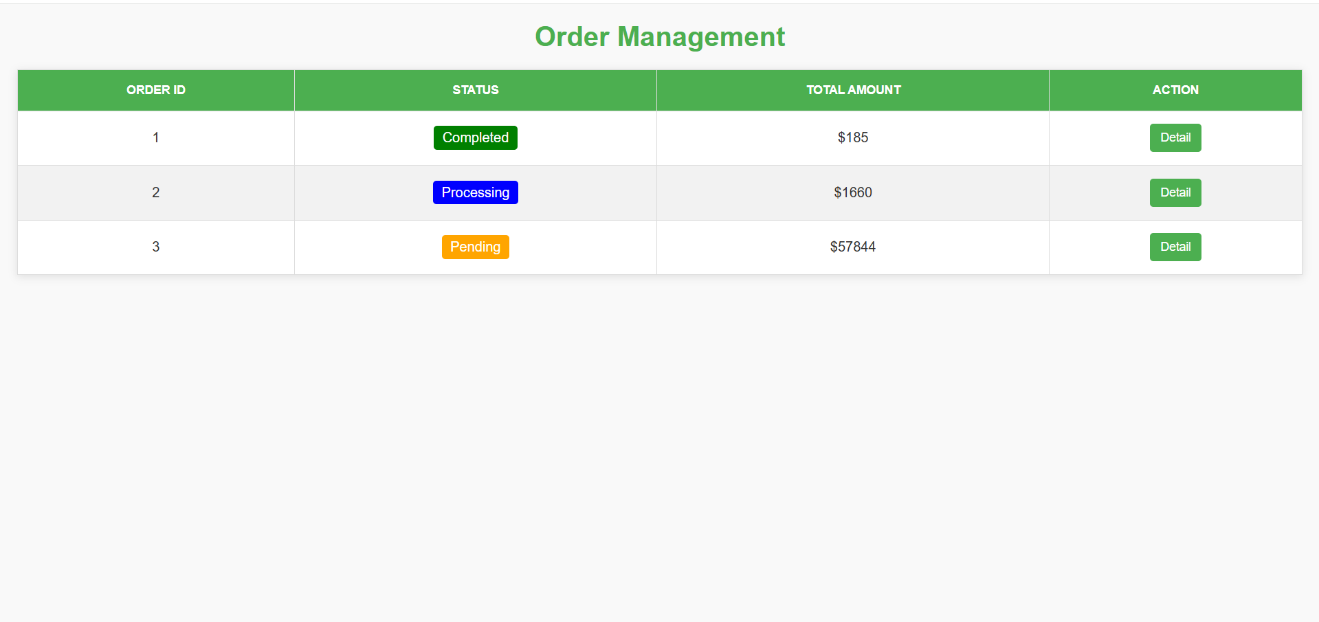 Order Management
ORDER ID STATUS TOTAL AMOUNT ACTION
1 Completed $185 Detail
2 Processing $1660 Detail
3 Pending $57844 Detail